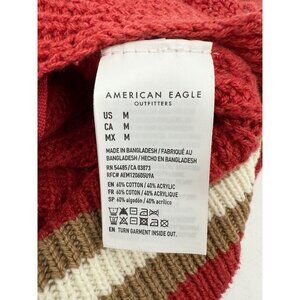 AMERICAN EAGLE
OUTFITTERS
US M
CA M
MX M
MADE IN BANGLADESH / FABRIQUÉ AU
BANGLADESH / HECHO EN BANGLADESH
RN 54485 / CA 03873
EN 60% COTTON / 40% ACRYLIC
FR 60% COTON / 40% ACRYLIQUE
SP 60% algodón / 40% acrílico
EN TURN GARMENT INSIDE OUT.